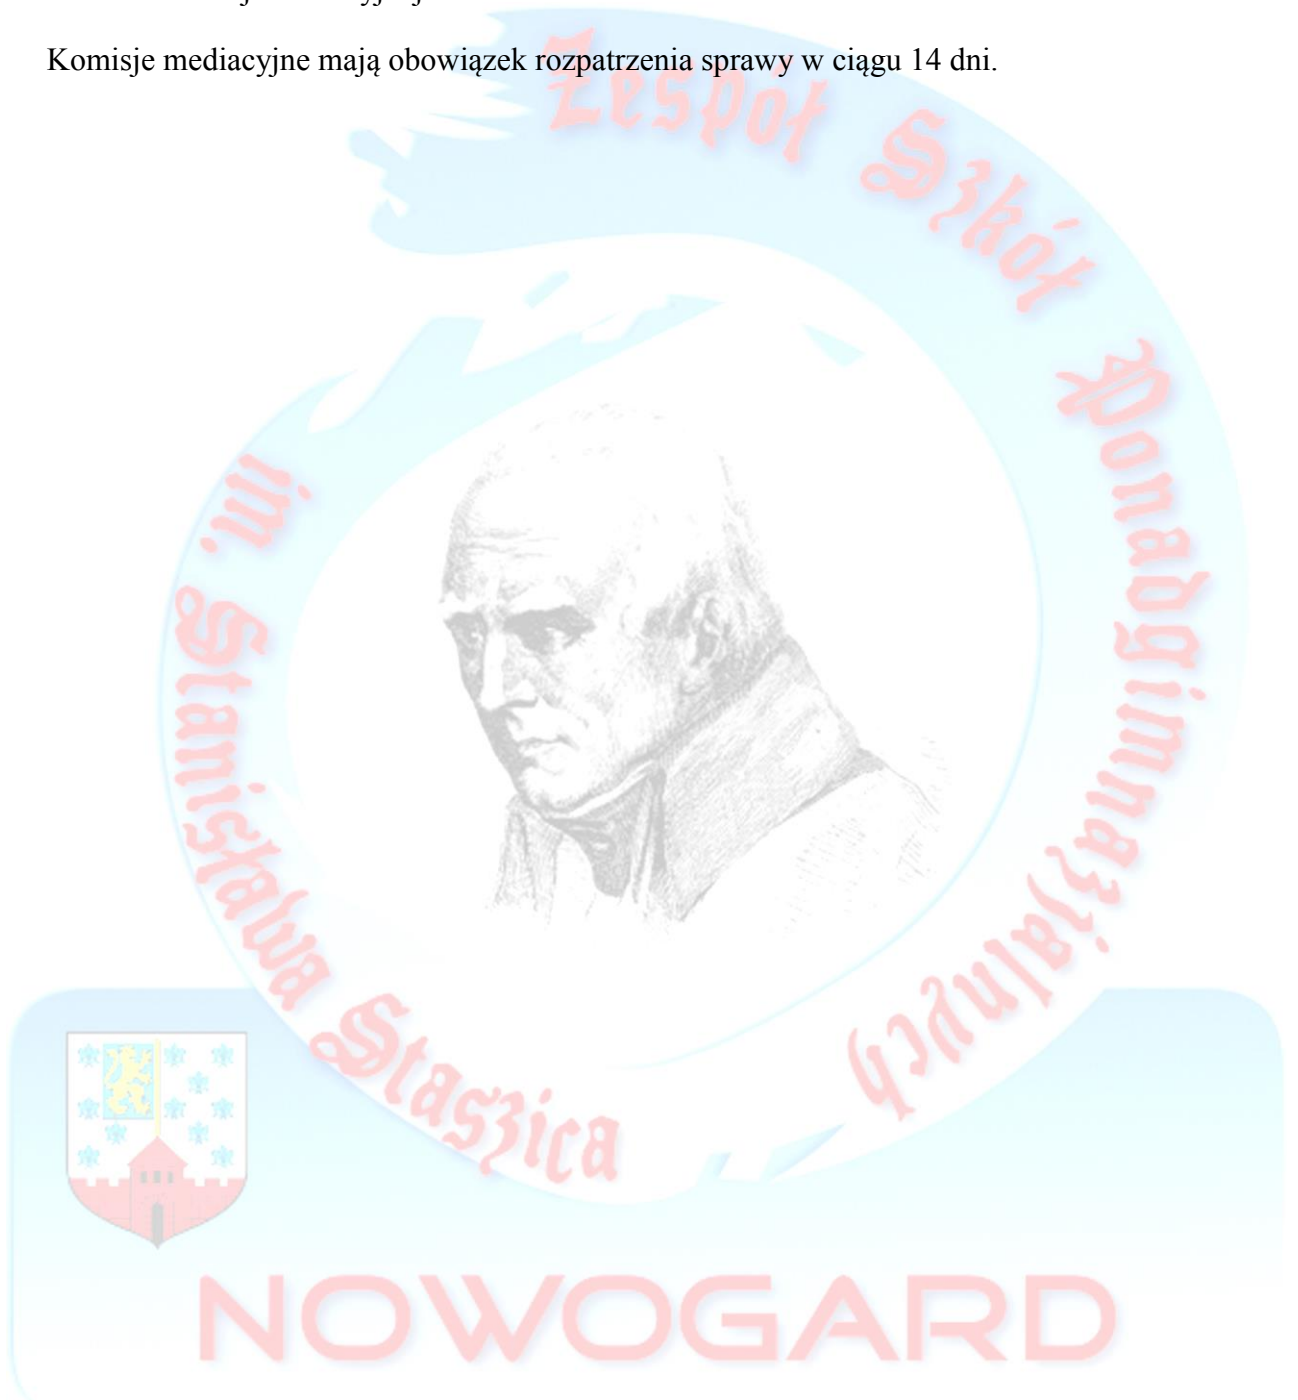 Komisje mediacyjne mają obowiązek rozpatrzenia sprawy w ciągu 14 dni.
Zespół Szkół Ponadgimnazjalnych
im. Stanisława Staszica
NOWOGARD